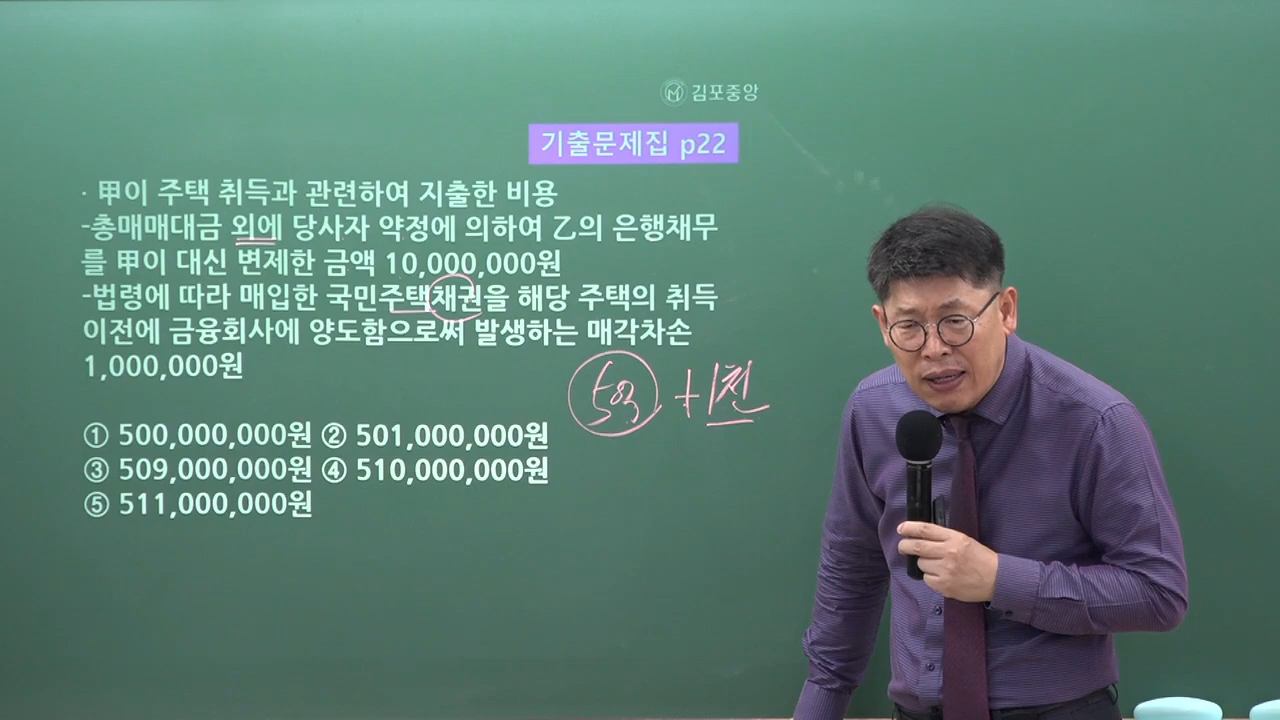 김포중앙
기출문제집 p22
· 甲이 주택 취득과 관련하여 지출한 비용
-총매매대금 외에 당사자 약정에 의하여 乙의 은행채무
를 甲이 대신 변제한 금액 10,000,000원
-법령에 따라 매입한 국민주택채권을 해당 주택의 취득
이전에 금융회사에 양도함으로써 발생하는 매각차손
1,000,000원
5억 +1천
① 500,000,000원 ② 501,000,000원
③ 509,000,000원 ④ 510,000,000원
⑤ 511,000,000원